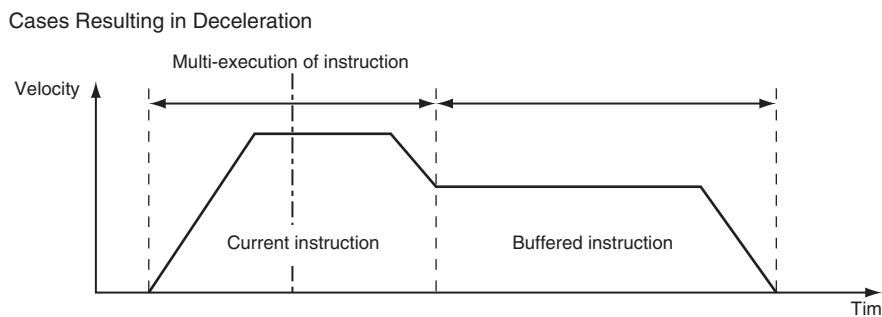 Cases Resulting in Deceleration
Multi-execution of instruction
Velocity
Current instruction
Buffered instruction
Tim